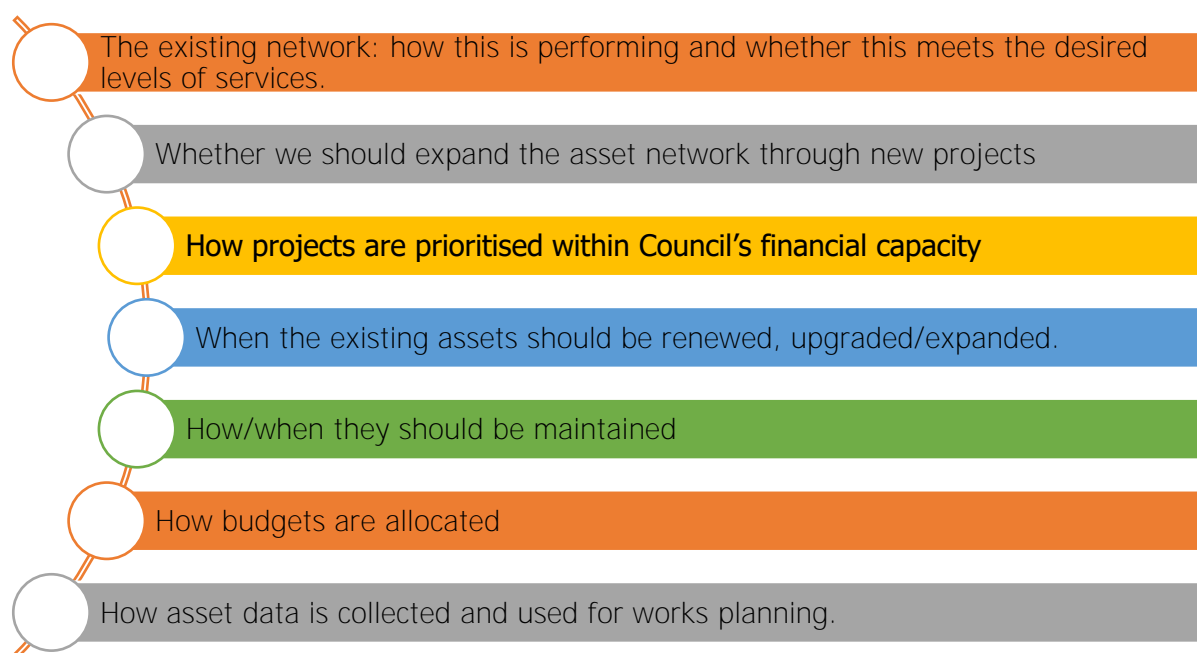 The existing network: how this is performing and whether this meets the desired
levels of services.
Whether we should expand the asset network through new projects
How projects are prioritised within Council’s financial capacity
When the existing assets should be renewed, upgraded/expanded.
How/when they should be maintained
How budgets are allocated
How asset data is collected and used for works planning.